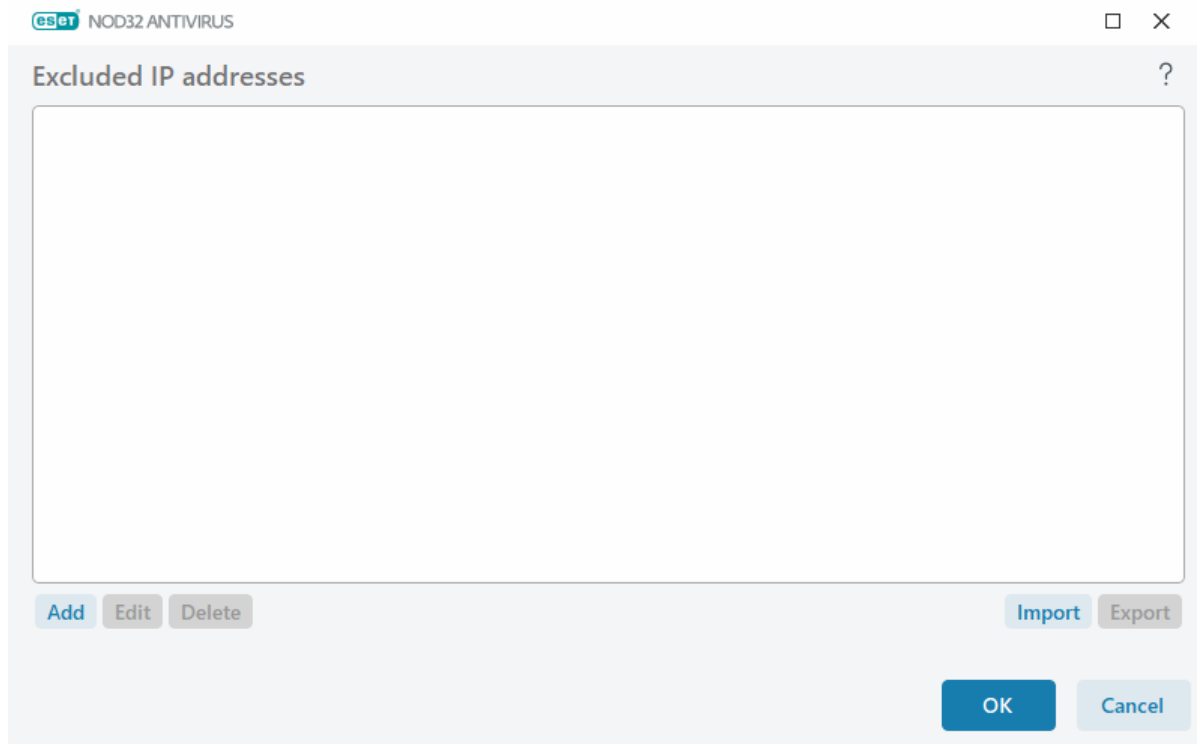 eseT NOD32 ANTIVIRUS
Excluded IP addresses ?
Add Edit Delete Import Export
OK Cancel